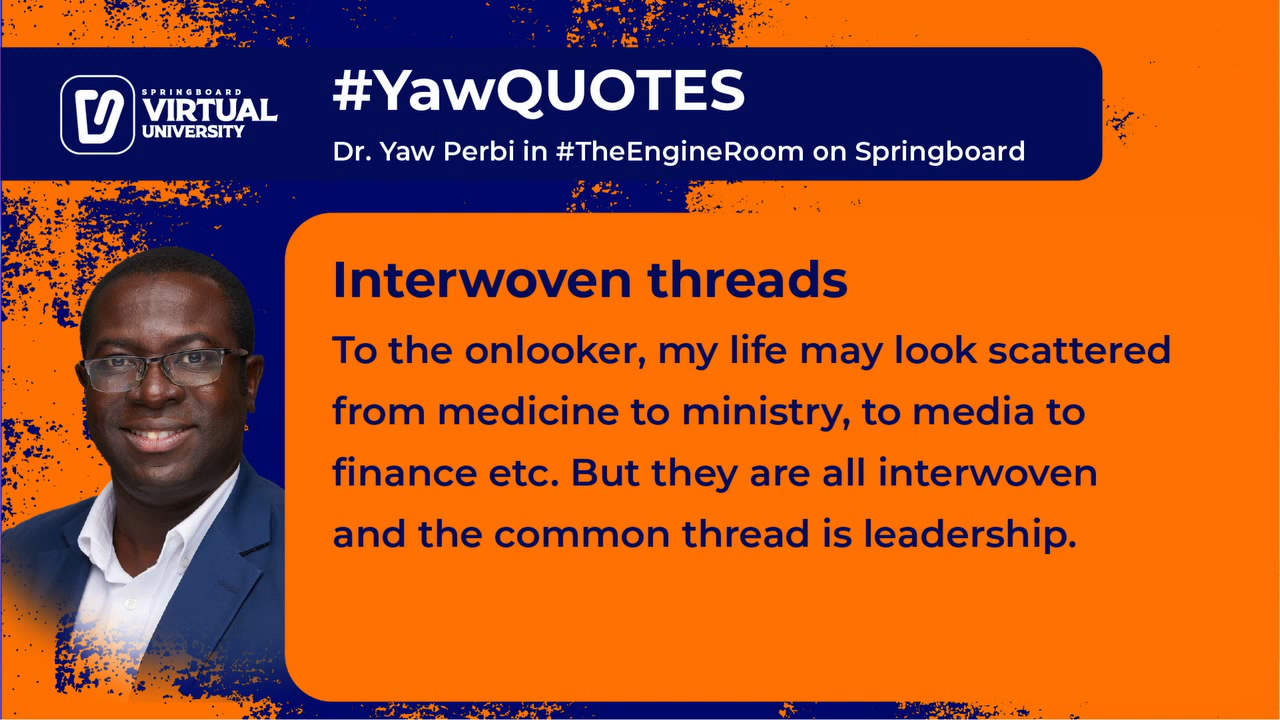 SPRINGBOARD
VIRTUAL
UNIVERSITY
#YawQUOTES
Dr. Yaw Perbi in #TheEngineRoom on Springboard
Interwoven threads
To the onlooker, my life may look scattered
from medicine to ministry, to media to
finance etc. But they are all interwoven
and the common thread is leadership.